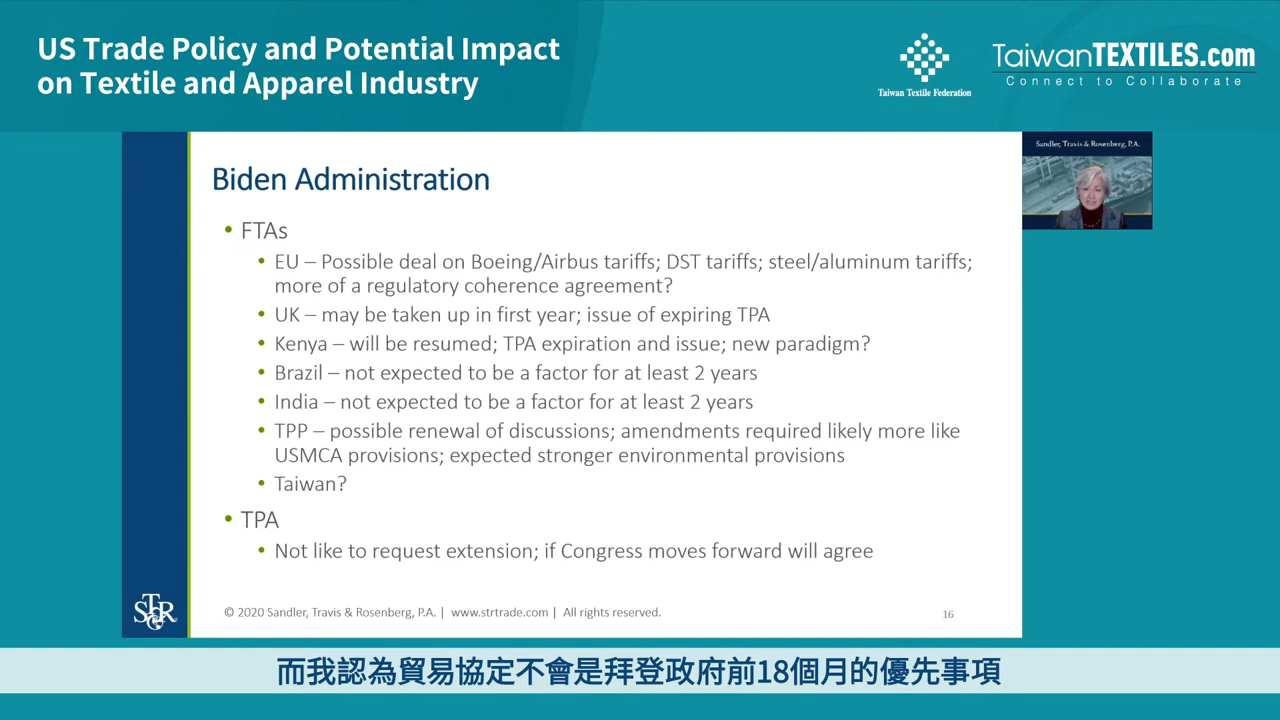 US Trade Policy and Potential Impact
on Textile and Apparel Industry
Taiwan Textile Federation
TaiwanTEXTILES.com
Connect to Collaborate
Sandler, Travis & Rosenberg, P.A.
Biden Administration
• FTAs
• EU – Possible deal on Boeing/Airbus tariffs; DST tariffs; steel/aluminum tariffs;
more of a regulatory coherence agreement?
• UK – may be taken up in first year; issue of expiring TPA
• Kenya – will be resumed; TPA expiration and issue; new paradigm?
• Brazil – not expected to be a factor for at least 2 years
• India – not expected to be a factor for at least 2 years
• TPP – possible renewal of discussions; amendments required likely more like
USMCA provisions; expected stronger environmental provisions
• Taiwan?
• TPA
• Not like to request extension; if Congress moves forward will agree
ST&R
© 2020 Sandler, Travis & Rosenberg, P.A. | www.strtrade.com | All rights reserved.
16
而我認為貿易協定不會是拜登政府前18個月的優先事項